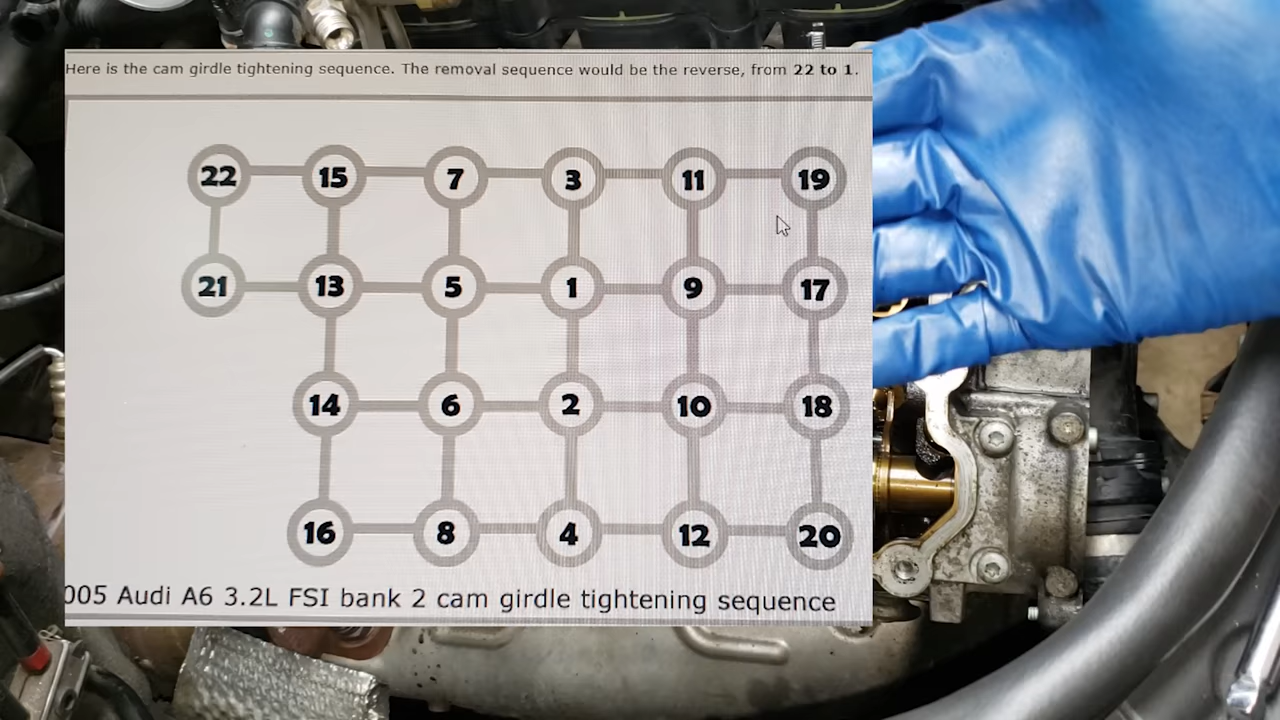 Here is the cam girdle tightening sequence. The removal sequence would be the reverse, from 22 to 1.
22 15 7 3 11 19
21 13 5 1 9 17
14 6 2 10 18
16 8 4 12 20
005 Audi A6 3.2L FSI bank 2 cam girdle tightening sequence